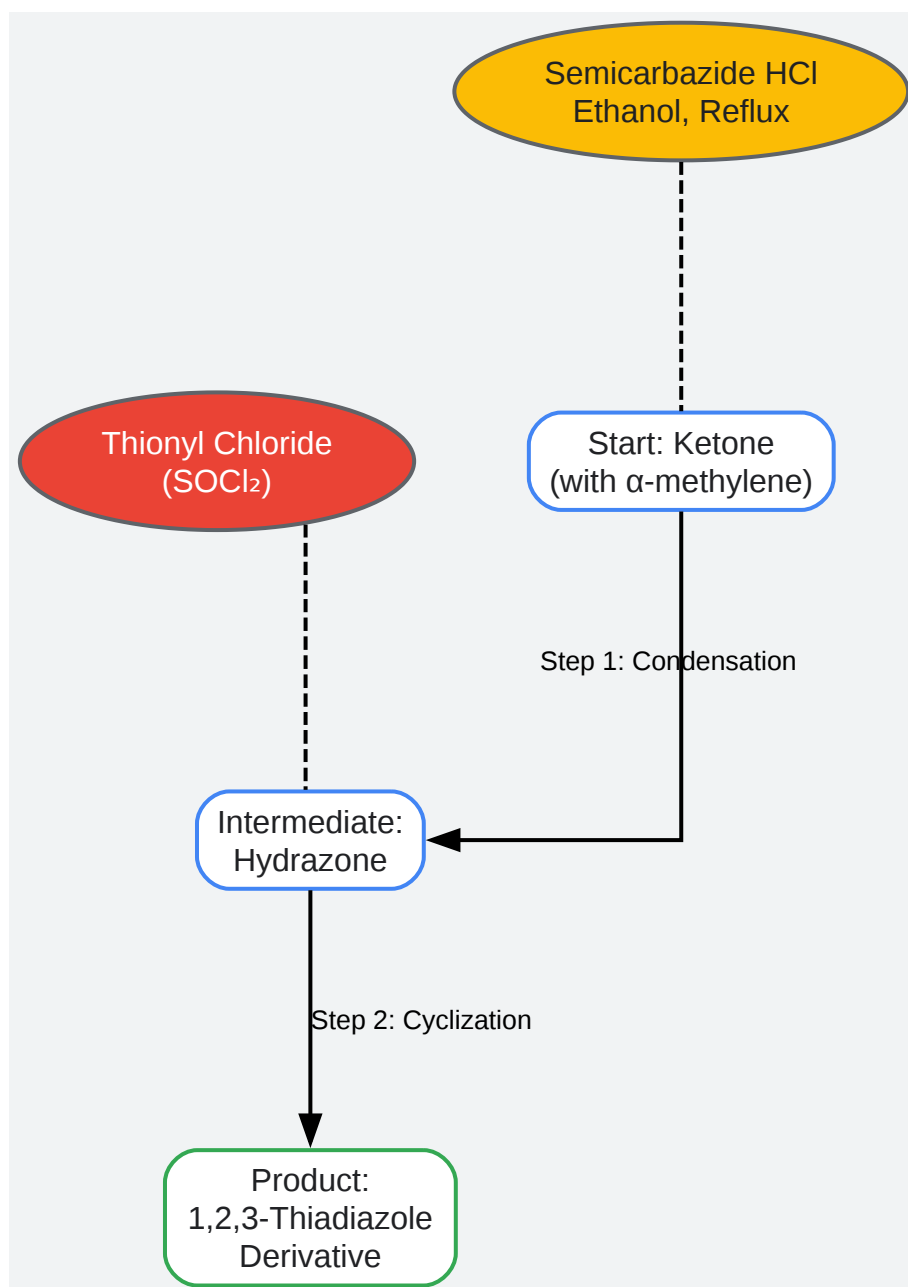 Semicarbazide HCl
Ethanol, Reflux
Thionyl Chloride
(SOCl₂)
Start: Ketone
(with α-methylene)
Step 1: Condensation
Intermediate:
Hydrazone
Step 2: Cyclization
Product:
1,2,3-Thiadiazole
Derivative